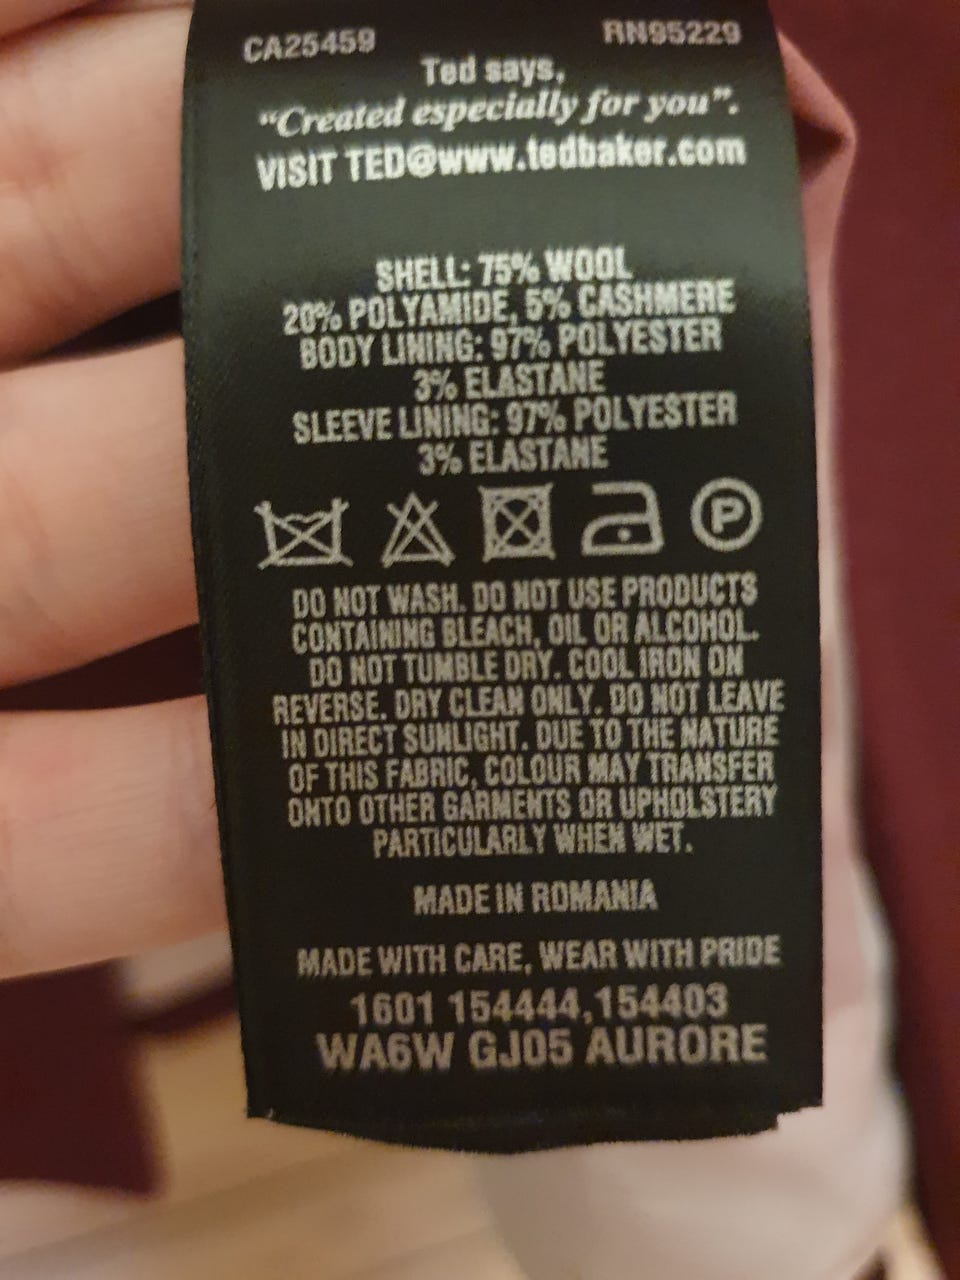 CA25459 RN95229
Ted says,
“Created especially for you”.
VISIT TED@www.tedbaker.com
SHELL: 75% WOOL
20% POLYAMIDE, 5% CASHMERE
BODY LINING: 97% POLYESTER
3% ELASTANE
SLEEVE LINING: 97% POLYESTER
3% ELASTANE
P
DO NOT WASH. DO NOT USE PRODUCTS
CONTAINING BLEACH, OIL OR ALCOHOL.
DO NOT TUMBLE DRY. COOL IRON ON
REVERSE. DRY CLEAN ONLY. DO NOT LEAVE
IN DIRECT SUNLIGHT. DUE TO THE NATURE
OF THIS FABRIC, COLOUR MAY TRANSFER
ONTO OTHER GARMENTS OR UPHOLSTERY
PARTICULARLY WHEN WET.
MADE IN ROMANIA
MADE WITH CARE, WEAR WITH PRIDE
1601 154444,154403
WA6W GJ05 AURORE